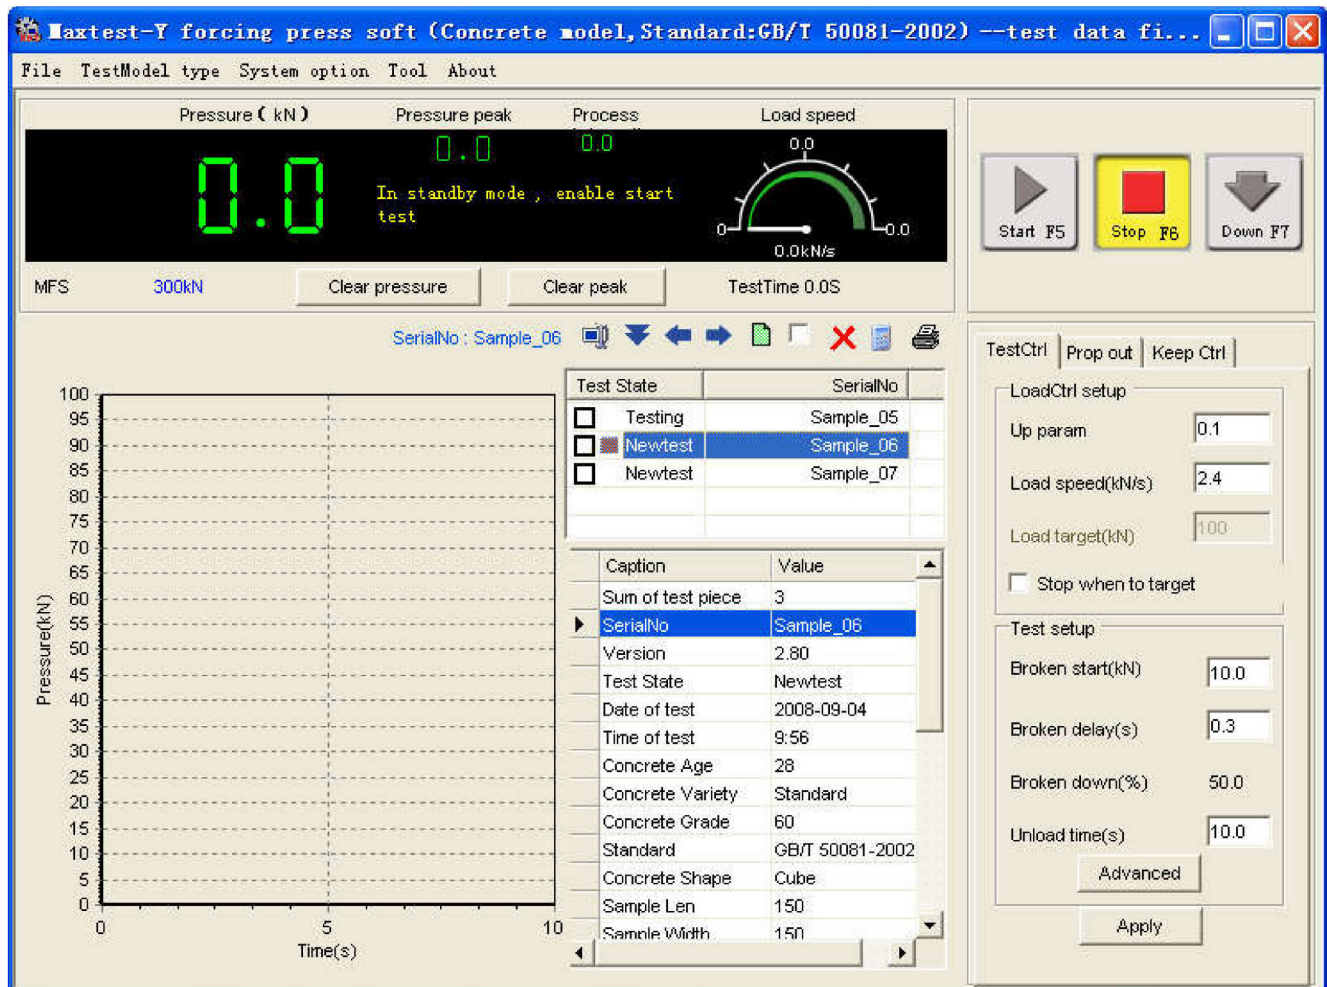 Maxtest-Y forcing press soft (Concrete model,Standard:GB/T 50081-2002) --test data fi...
File TestModel type System option Tool About
Pressure ( kN ) Pressure peak Process Load speed
0.0 0.0 0.0 0.0
In standby mode , enable start
test
0 0.0
0.0kN/s
MFS 300kN Clear pressure Clear peak TestTime 0.0S
Start F5 Stop F6 Down F7
SerialNo : Sample_06
Test State SerialNo
Testing Sample_05
Newtest Sample_06
Newtest Sample_07
Pressure(kN)
100
95
90
85
80
75
70
65
60
55
50
45
40
35
30
25
20
15
10
5
0
0 5 10
Time(s)
Caption Value
Sum of test piece 3
SerialNo Sample_06
Version 2.80
Test State Newtest
Date of test 2008-09-04
Time of test 9:56
Concrete Age 28
Concrete Variety Standard
Concrete Grade 60
Standard GB/T 50081-2002
Concrete Shape Cube
Sample Len 150
Sample Width 150
TestCtrl Prop out Keep Ctrl
LoadCtrl setup
Up param 0.1
Load speed(kN/s) 2.4
Load target(kN) 100
Stop when to target
Test setup
Broken start(kN) 10.0
Broken delay(s) 0.3
Broken down(%) 50.0
Unload time(s) 10.0
Advanced
Apply